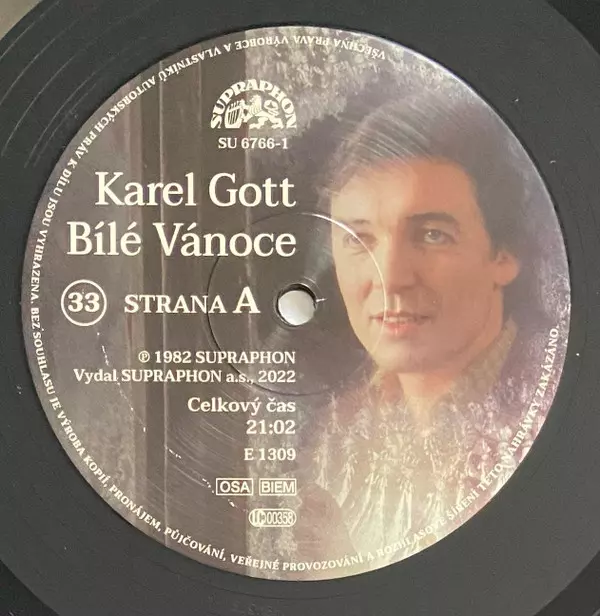 SUPRAPHON
SU 6766-1
Karel Gott
Bílé Vánoce
33 STRANA A
℗ 1982 SUPRAPHON
Vydal SUPRAPHON a.s., 2022
Celkový čas
21:02
E 1309
OSA BIEM
LC 00358
VŠECHNA PRÁVA VÝROBCE A VLASTNÍKŮ AUTORSKÝCH PRÁV K DÍLU JSOU VYHRAZENA. BEZ SOUHLASU JE VÝROBA KOPIÍ, PRONÁJEM, PŮJČOVÁNÍ, VEŘEJNÉ PROVOZOVÁNÍ A ROZHLASOVÉ ŠÍŘENÍ TÉTO NAHRÁVKY ZAKÁZÁNO.